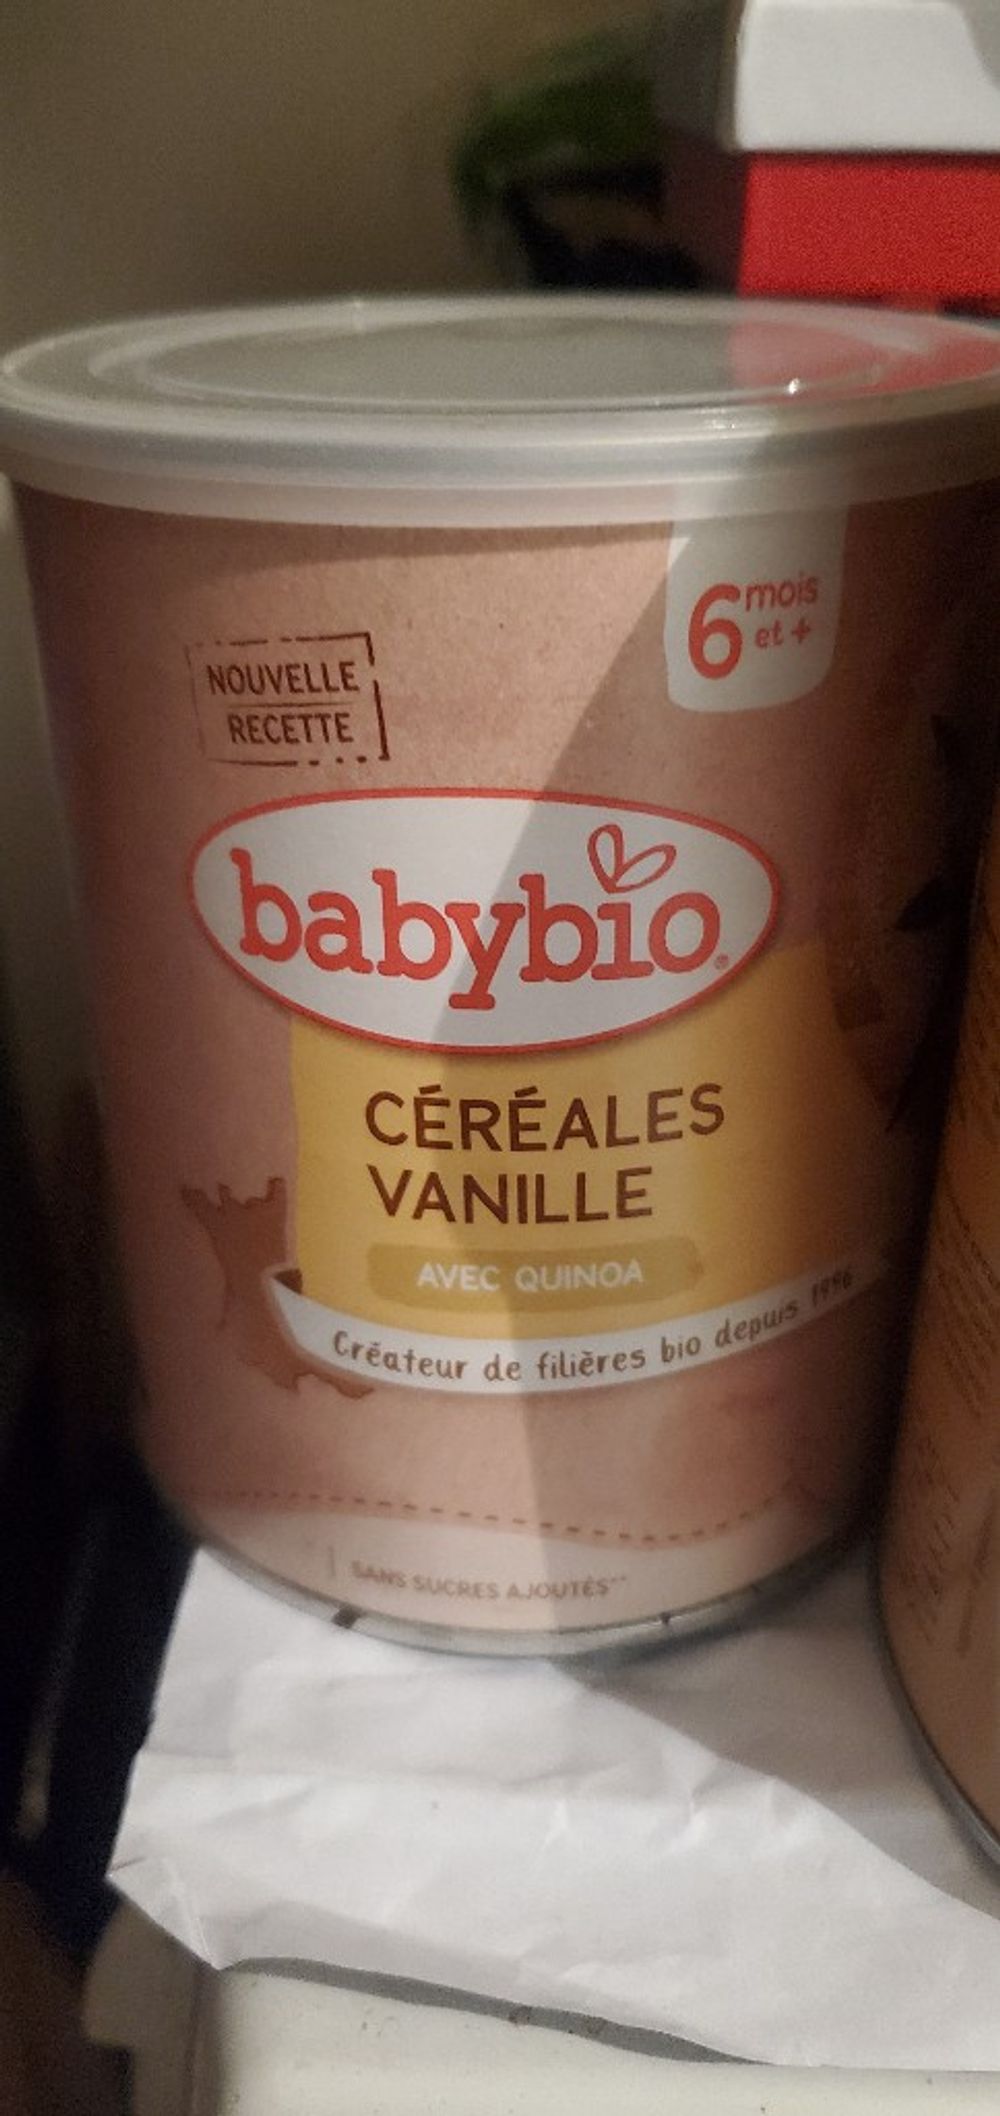 6 mois
et +
NOUVELLE
RECETTE
babybio
CÉRÉALES
VANILLE
AVEC QUINOA
Créateur de filières bio depuis 1996
SANS SUCRES AJOUTÉS**